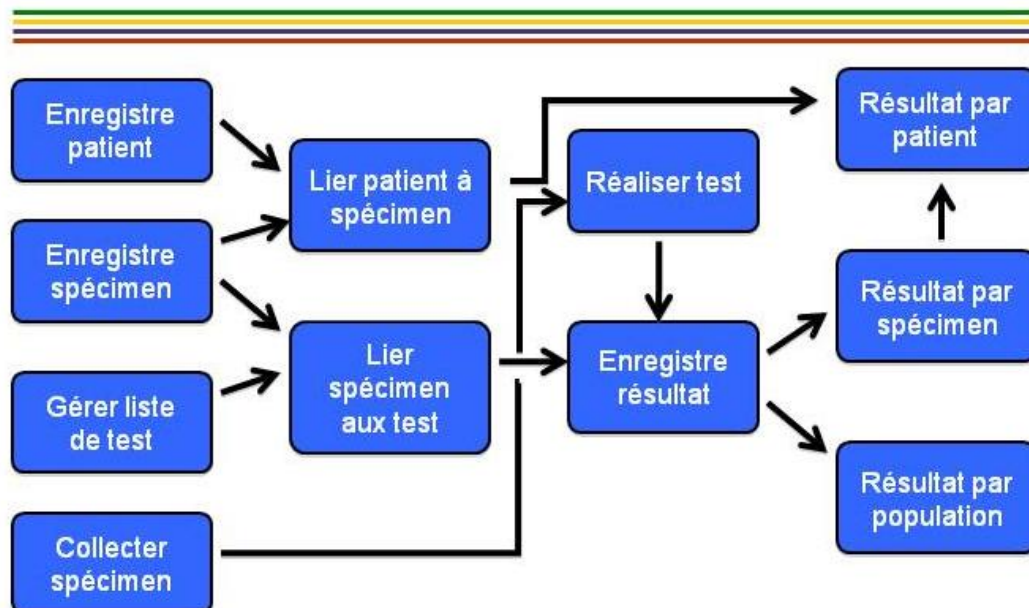 Enregistre
patient
Enregistre
spécimen
Gérer liste
de test
Collecter
spécimen
Lier patient à
spécimen
Lier
spécimen
aux test
Réaliser test
Enregistre
résultat
Résultat par
patient
Résultat par
spécimen
Résultat par
population